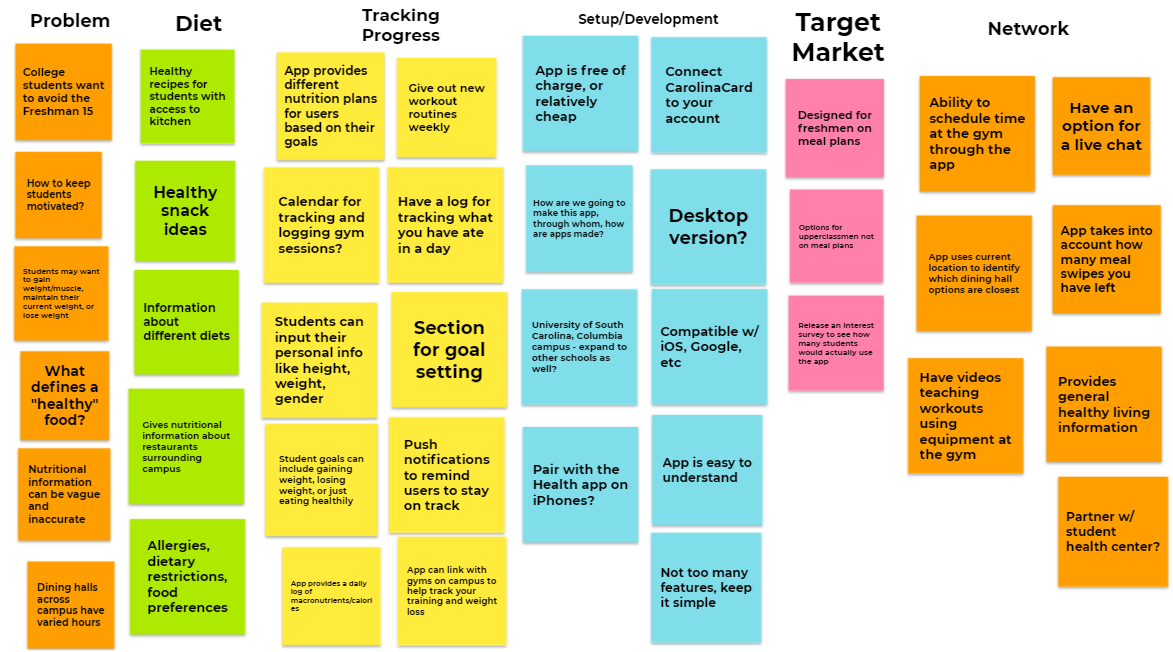 Problem
College
students want
to avoid the
Freshman 15
How to keep
students
motivated?
Students may want
to gain
weight/muscle,
maintain their
current weight, or
lose weight
What
defines a
"healthy"
food?
Nutritional
information
can be vague
and
inaccurate
Dining halls
across
campus have
varied hours
Diet
Healthy
recipes for
students with
access to
kitchen
Healthy
snack
ideas
Information
about
different diets
Gives nutritional
information about
restaurants
surrounding
campus
Allergies,
dietary
restrictions,
food
preferences
Tracking
Progress
App provides
different
nutrition plans
for users
based on their
goals
Give out new
workout
routines
weekly
Calendar for
tracking and
logging gym
sessions?
Have a log for
tracking what
you have ate
in a day
Students can
input their
personal info
like height,
weight,
gender
Section
for goal
setting
Student goals can
include gaining
weight, losing
weight, or just
eating healthily
Push
notifications
to remind
users to stay
on track
App provides a daily
log of
macronutrients/calori
es
App can link with
gyms on campus to
help track your
training and weight
loss
Setup/Development
App is free of
charge, or
relatively
cheap
Connect
CarolinaCard
to your
account
How are we going to
make this app,
through whom, how
are apps made?
Desktop
version?
University of South
Carolina, Columbia
campus - expand to
other schools as
well?
Compatible w/
iOS, Google,
etc
Pair with the
Health app on
iPhones?
App is easy to
understand
Not too many
features, keep
it simple
Target
Market
Designed for
freshmen on
meal plans
Options for
upperclassmen not
on meal plans
Release an interest
survey to see how
many students
would actually use
the app
Network
Ability to
schedule time
at the gym
through the
app
Have an
option for
a live chat
App uses current
location to identify
which dining hall
options are closest
App takes into
account how
many meal
swipes you
have left
Have videos
teaching
workouts
using
equipment at
the gym
Provides
general
healthy living
information
Partner w/
student
health center?